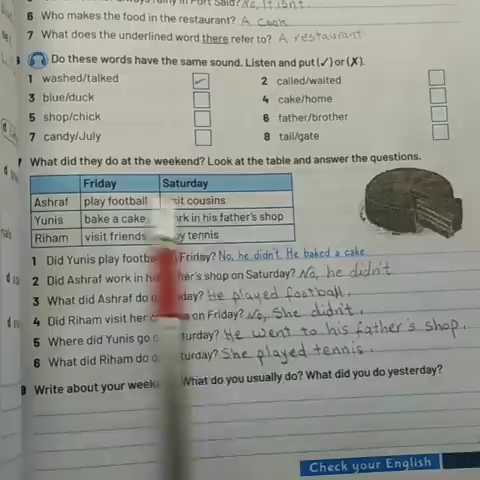 rainy in Port Said? No, it isn't
6 Who makes the food in the restaurant? A cook
7 What does the underlined word there refer to? A restaurant
Do these words have the same sound. Listen and put (✓) or (✗).
1 washed/talked ✓ 2 called/waited
3 blue/duck 4 cake/home
5 shop/chick 6 father/brother
7 candy/July 8 tail/gate
What did they do at the weekend? Look at the table and answer the questions.
Friday Saturday
Ashraf play football cousins
Yunis bake a cake in his father's shop
Riham visit friends tennis
1 Did Yunis play Friday? No, he didn't. He baked a cake
2 Did Ashraf work in shop on Saturday? No, he didn't
3 What did Ashraf do He played football.
4 Did Riham visit her on Friday? No, She didn't.
5 Where did Yunis go He went to his father's shop.
6 What did Riham do She played tennis.
Write about your What do you usually do? What did you do yesterday?
Check your English